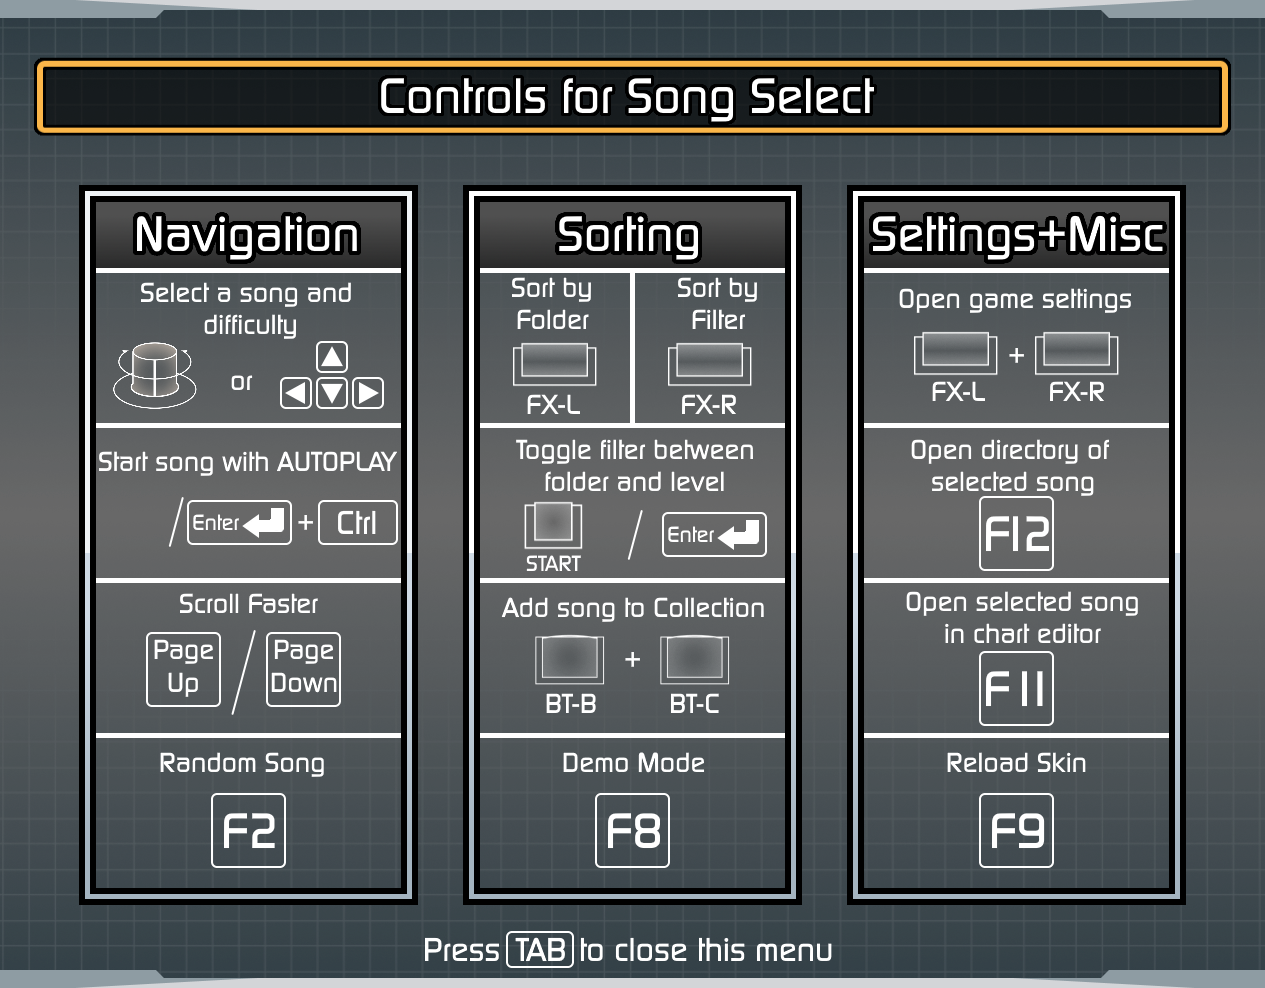 Controls for Song Select
Navigation
Select a song and
difficulty
or
Start song with AUTOPLAY
/ Enter + Ctrl
Scroll Faster
Page
Up
/
Page
Down
Random Song
F2
Sorting
Sort by
Folder
FX-L
Sort by
Filter
FX-R
Toggle filter between
folder and level
START
/
Enter
Add song to Collection
+
BT-B
BT-C
Demo Mode
F8
Settings+Misc
Open game settings
+
FX-L
FX-R
Open directory of
selected song
F12
Open selected song
in chart editor
F11
Reload Skin
F9
Press TAB to close this menu